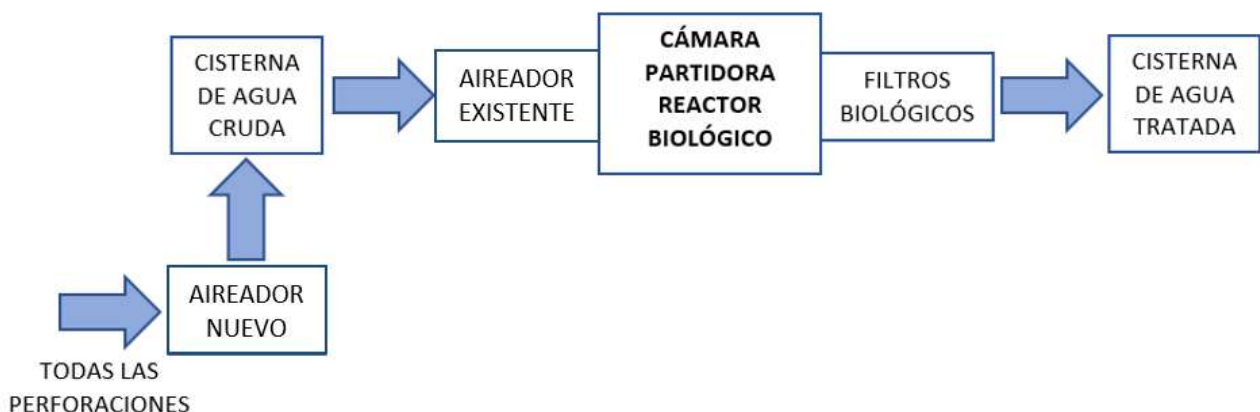 CISTERNA
DE AGUA
CRUDA
AIREADOR
EXISTENTE
CÁMARA
PARTIDORA
REACTOR
BIOLÓGICO
FILTROS
BIOLÓGICOS
CISTERNA
DE AGUA
TRATADA
AIREADOR
NUEVO
TODAS LAS
PERFORACIONES